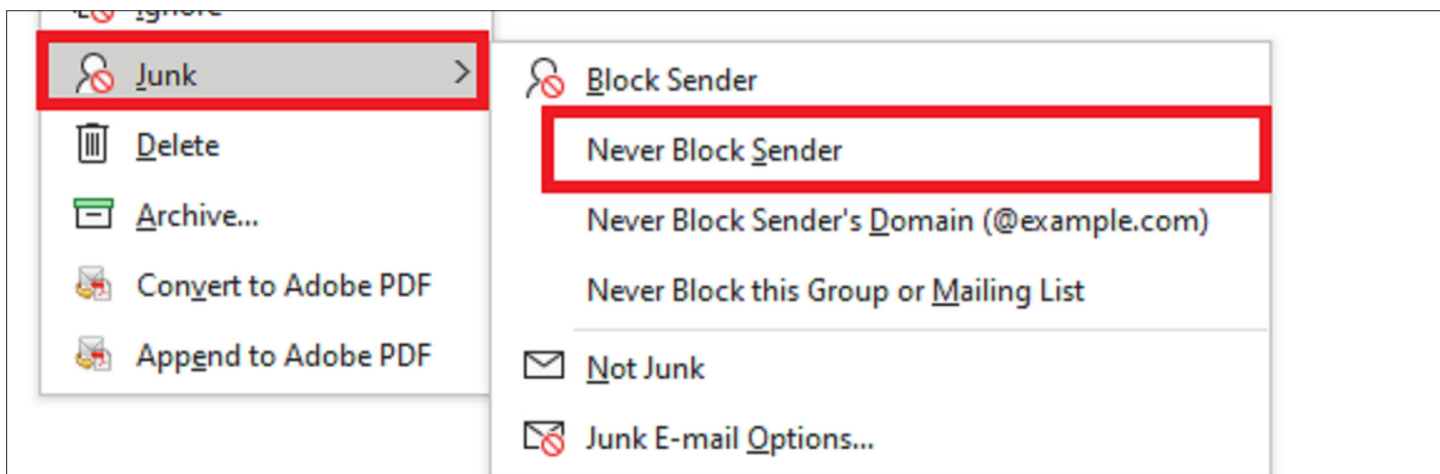 Ignore
Junk
Delete
Archive...
Convert to Adobe PDF
Append to Adobe PDF
Block Sender
Never Block Sender
Never Block Sender's Domain (@example.com)
Never Block this Group or Mailing List
Not Junk
Junk E-mail Options...